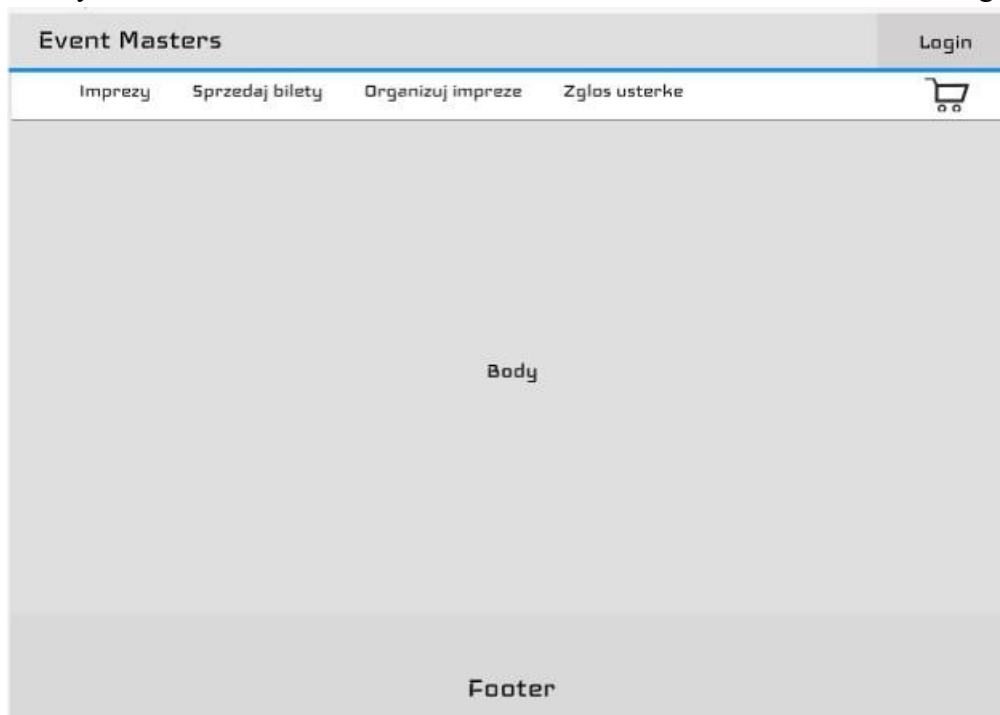 Event Masters Login
Imprezy Sprzedaj bilety Organizuj impreze Zglos usterke
Body
Footer